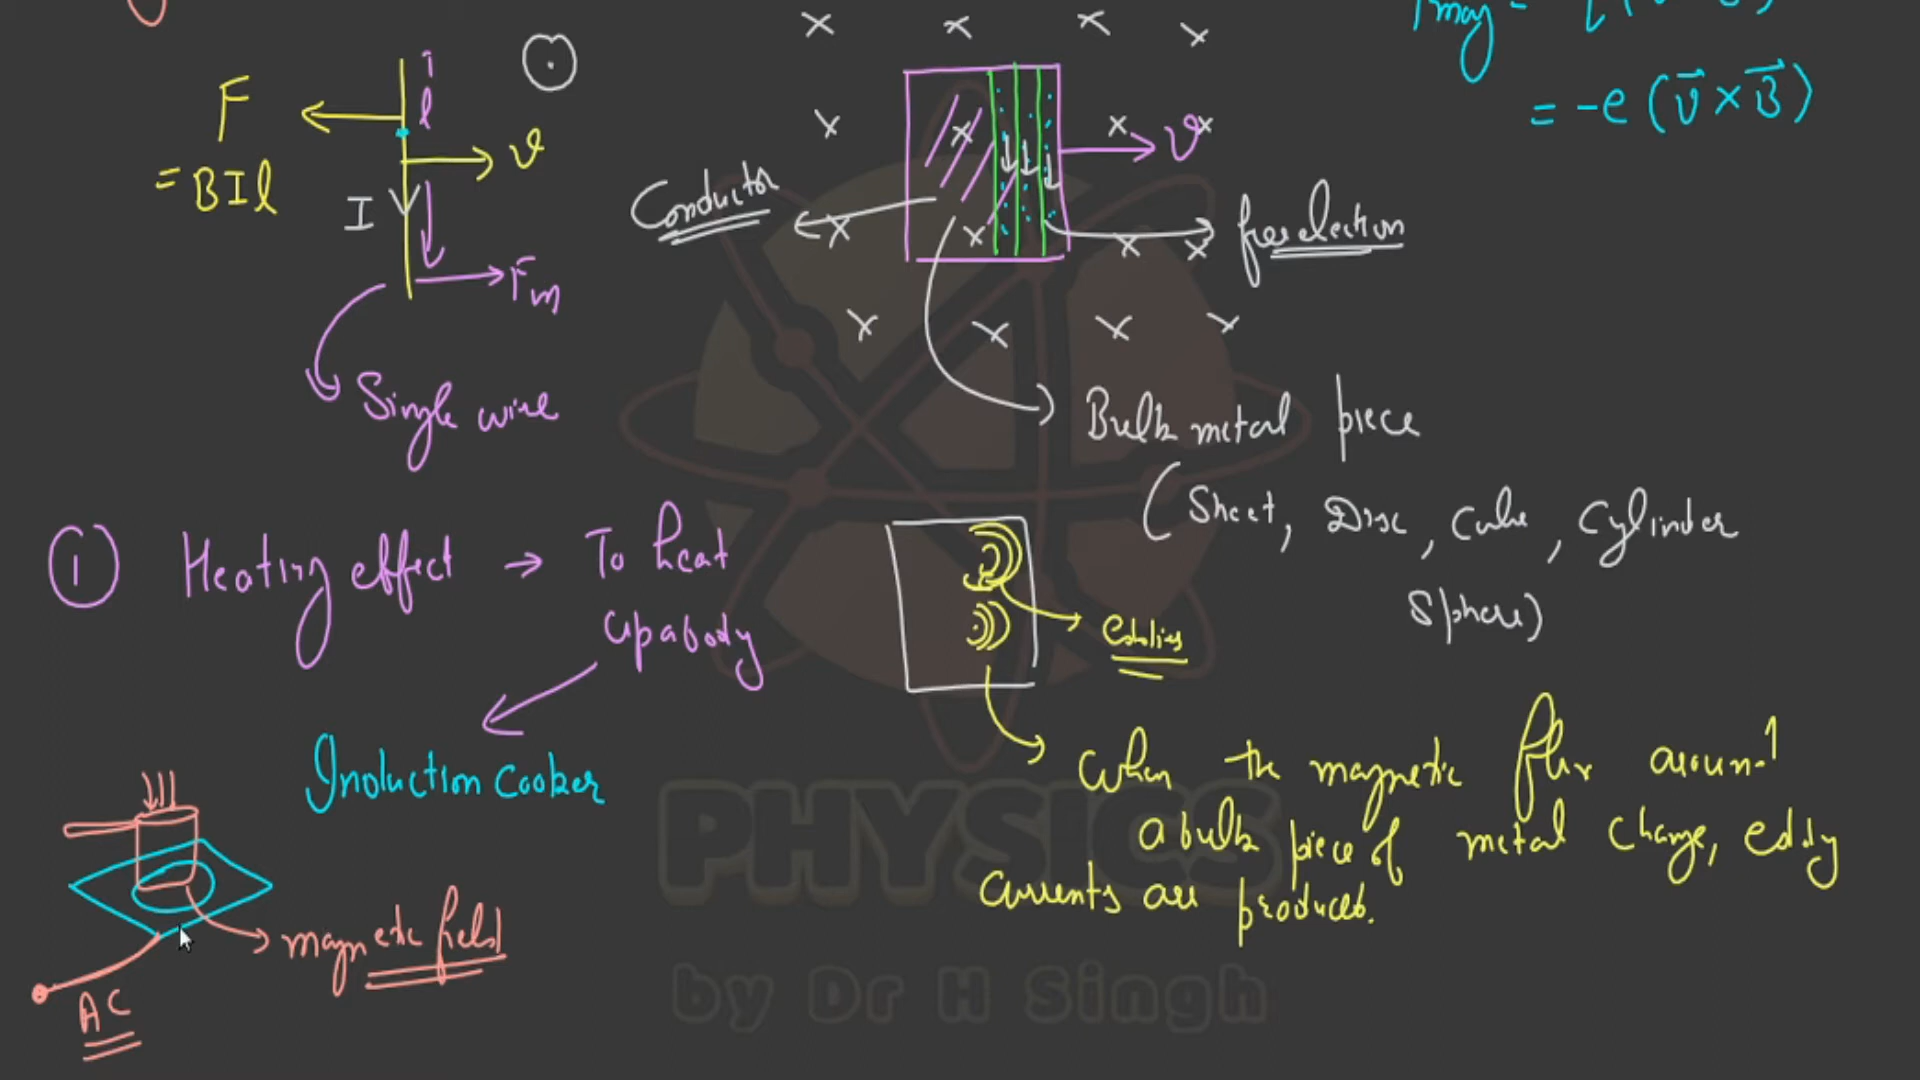 = -e (v⃗ × B⃗)
F
= BIl
i
l
v
I
Fm
Single wire
Conductor
v
free electron
Bulk metal piece
(Sheet, Disc, Cube, Cylinder
Sphere)
1 Heating effect → To heat
up a body
Induction cooker
eddies
When the magnetic flux around
a bulk piece of metal change, eddy
currents are produced.
magnetic field
AC
PHYSICS
by Dr H Singh